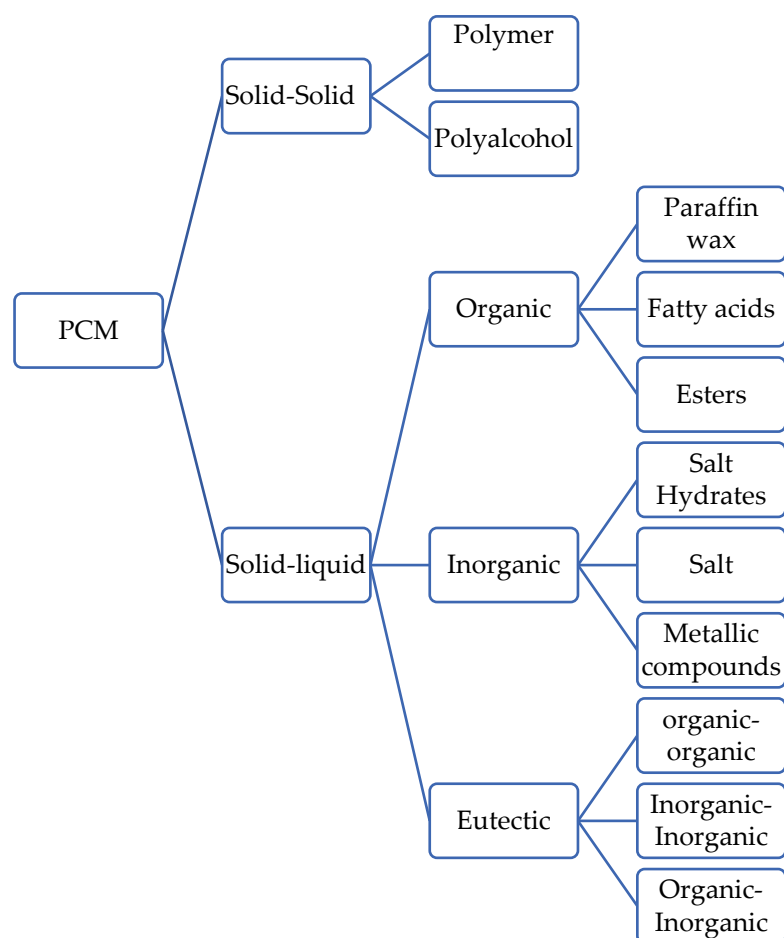 PCM
Solid-Solid
Polymer
Polyalcohol
Solid-liquid
Organic
Paraffin
wax
Fatty acids
Esters
Inorganic
Salt
Hydrates
Salt
Metallic
compounds
Eutectic
organic-
organic
Inorganic-
Inorganic
Organic-
Inorganic